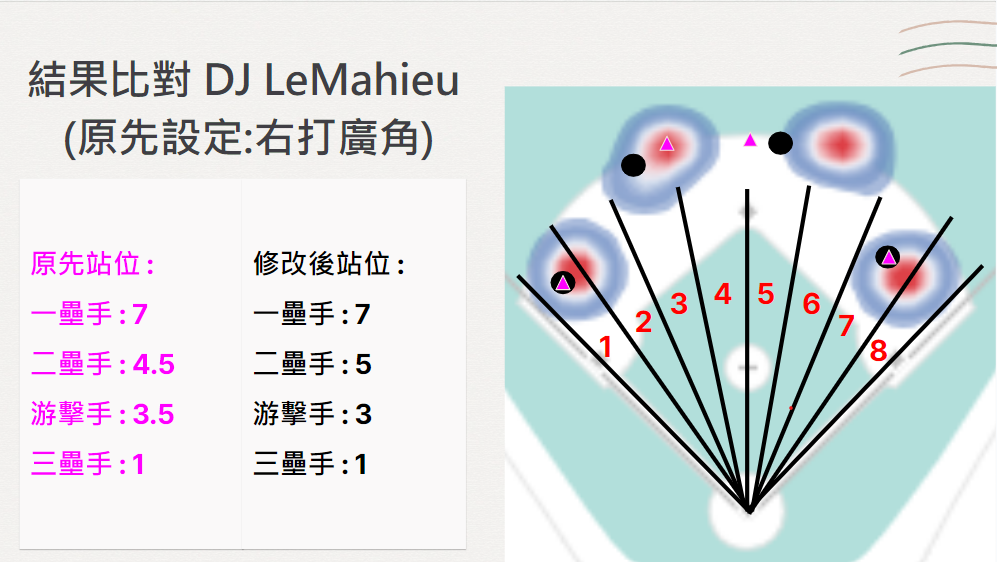 結果比對 DJ LeMahieu
(原先設定:右打廣角)
原先站位 :
一壘手 : 7
二壘手 : 4.5
游擊手 : 3.5
三壘手 : 1
修改後站位 :
一壘手 : 7
二壘手 : 5
游擊手 : 3
三壘手 : 1
1
2
3
4
5
6
7
8